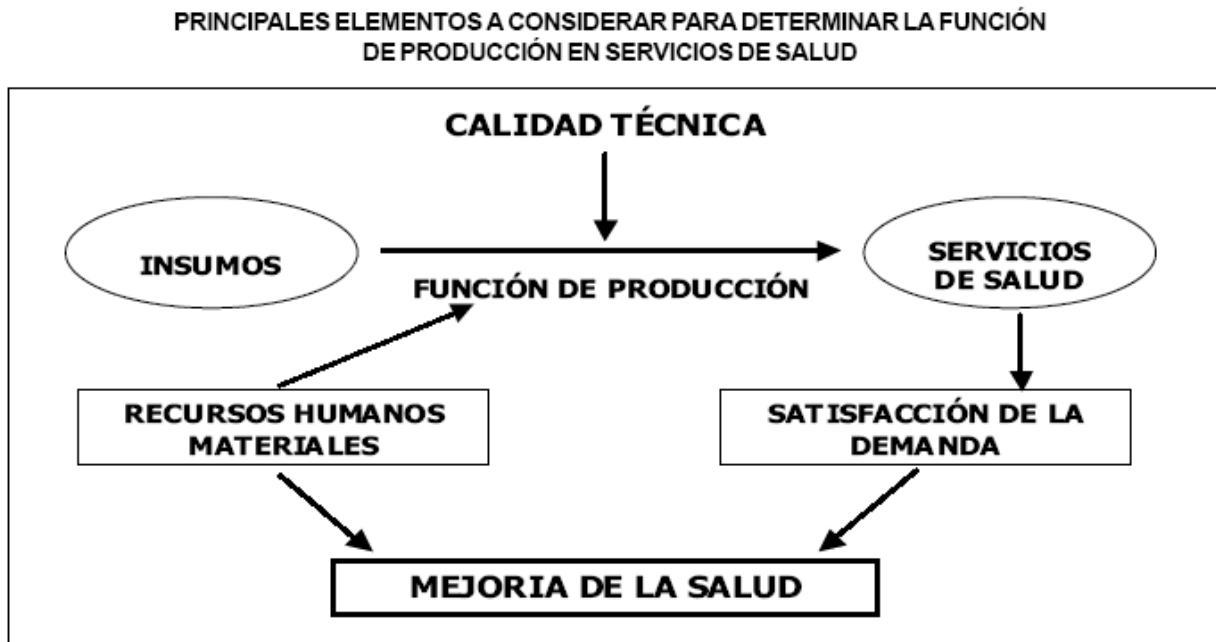 PRINCIPALES ELEMENTOS A CONSIDERAR PARA DETERMINAR LA FUNCIÓN
DE PRODUCCIÓN EN SERVICIOS DE SALUD
CALIDAD TÉCNICA
INSUMOS
SERVICIOS
DE SALUD
FUNCIÓN DE PRODUCCIÓN
RECURSOS HUMANOS
MATERIALES
SATISFACCIÓN DE LA
DEMANDA
MEJORIA DE LA SALUD